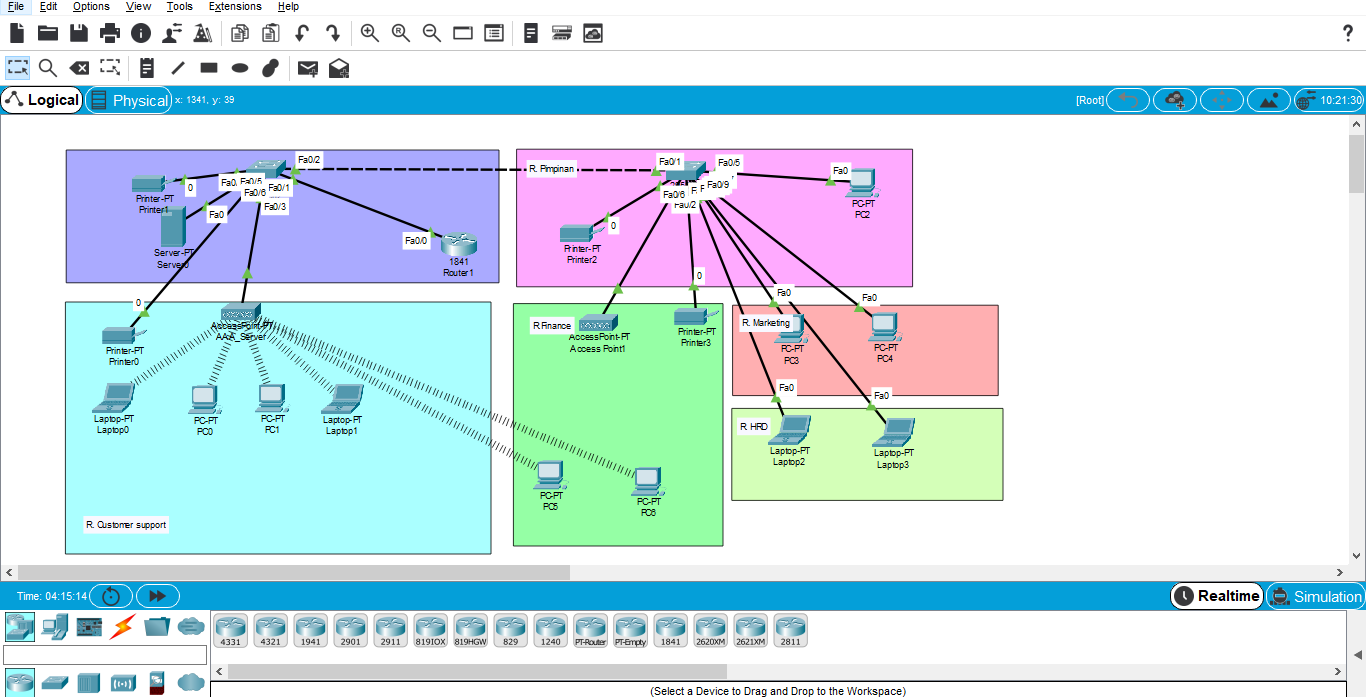 File Edit Options View Tools Extensions Help
?
Logical Physical x: 1341, y: 39 [Root] 10:21:30
Fa0/2
Fa0/1
Fa0/5
R. Pimpinan
Fa0
0
Fa0/5
Fa0/1
Fa0/9
Fa0/6
Fa0/6
Fa0/2
Fa0/3
Printer-PT
Printer1
PC-PT
PC2
Fa0
0
Fa0/0
Server-PT
1841
Router1
Printer-PT
Printer2
0
0
Fa0
Fa0
AccessPoint-PT
AAA_Server
R.Finance
AccessPoint-PT
Access Point1
Printer-PT
Printer3
R. Marketing
PC-PT
PC3
PC-PT
PC4
Printer-PT
Printer0
Fa0
Fa0
Laptop-PT
Laptop0
PC-PT
PC0
PC-PT
PC1
Laptop-PT
Laptop1
R. HRD
Laptop-PT
Laptop2
Laptop-PT
Laptop3
PC-PT
PC5
PC-PT
PC6
R. Customer support
Time: 04:15:14 Realtime Simulation
4331 4321 1941 2901 2911 819IOX 819HGW 829 1240 PT-Router PT-Empty 1841 2620XM 2621XM 2811
(Select a Device to Drag and Drop to the Workspace)